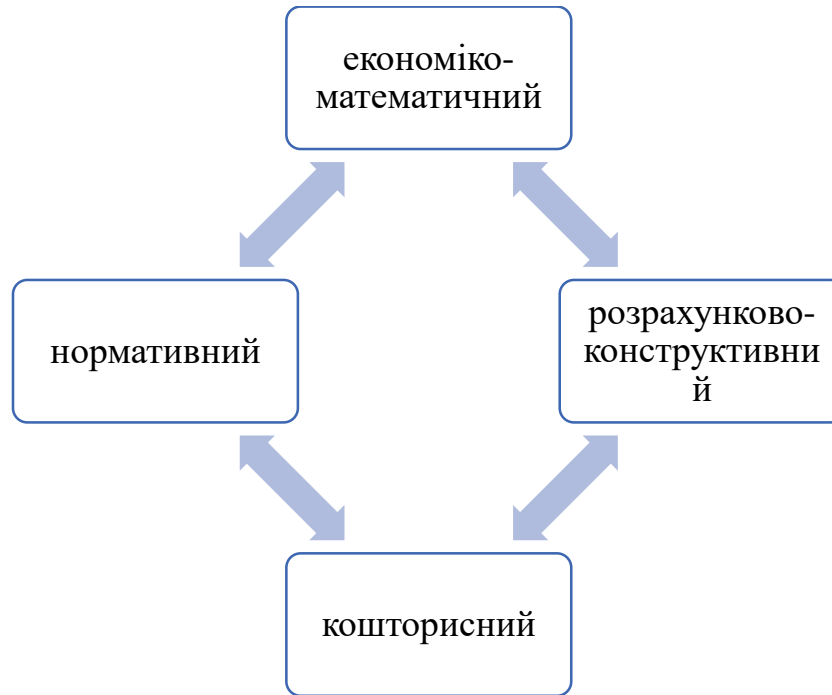 економіко-
математичний
нормативний
розрахунково-
конструктивни
й
кошторисний